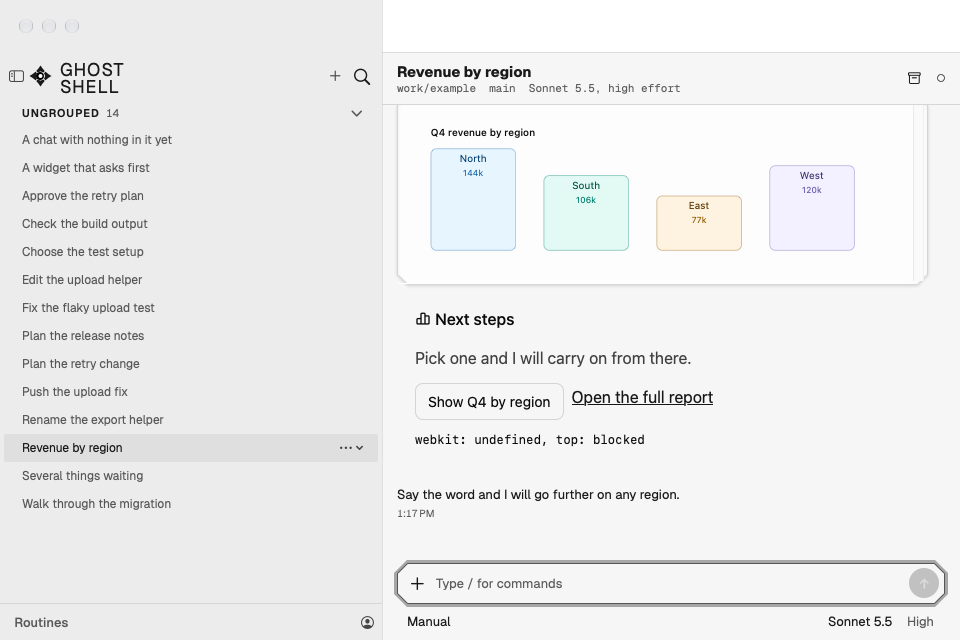 GHOST
SHELL
UNGROUPED 14
A chat with nothing in it yet
A widget that asks first
Approve the retry plan
Check the build output
Choose the test setup
Edit the upload helper
Fix the flaky upload test
Plan the release notes
Plan the retry change
Push the upload fix
Rename the export helper
Revenue by region
Several things waiting
Walk through the migration
Routines
Revenue by region
work/example main Sonnet 5.5, high effort
Q4 revenue by region
North
144k
South
106k
East
77k
West
120k
Next steps
Pick one and I will carry on from there.
Show Q4 by region
Open the full report
webkit: undefined, top: blocked
Say the word and I will go further on any region.
1:17 PM
Type / for commands
Manual
Sonnet 5.5 High